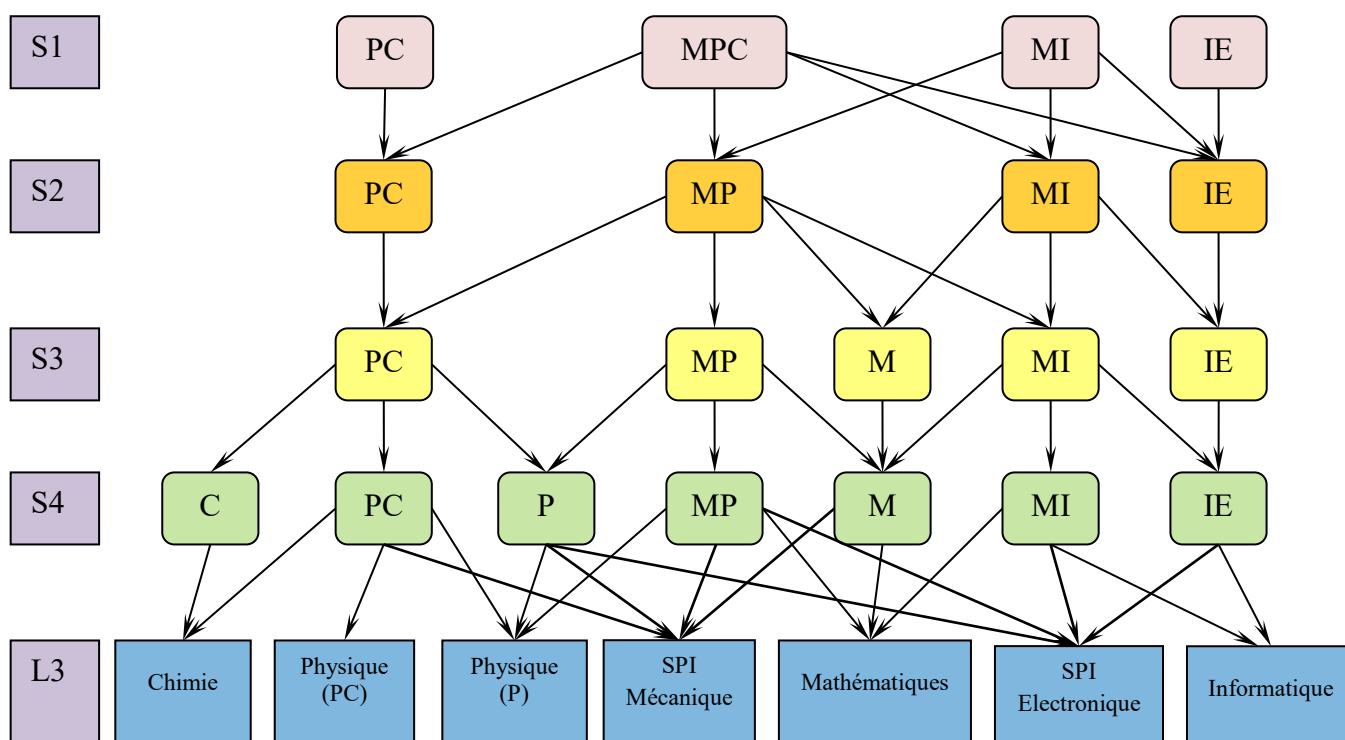 S1
PC
MPC
MI
IE
S2
PC
MP
MI
IE
S3
PC
MP
M
MI
IE
S4
C
PC
P
MP
M
MI
IE
L3
Chimie
Physique
(PC)
Physique
(P)
SPI
Mécanique
Mathématiques
SPI
Electronique
Informatique